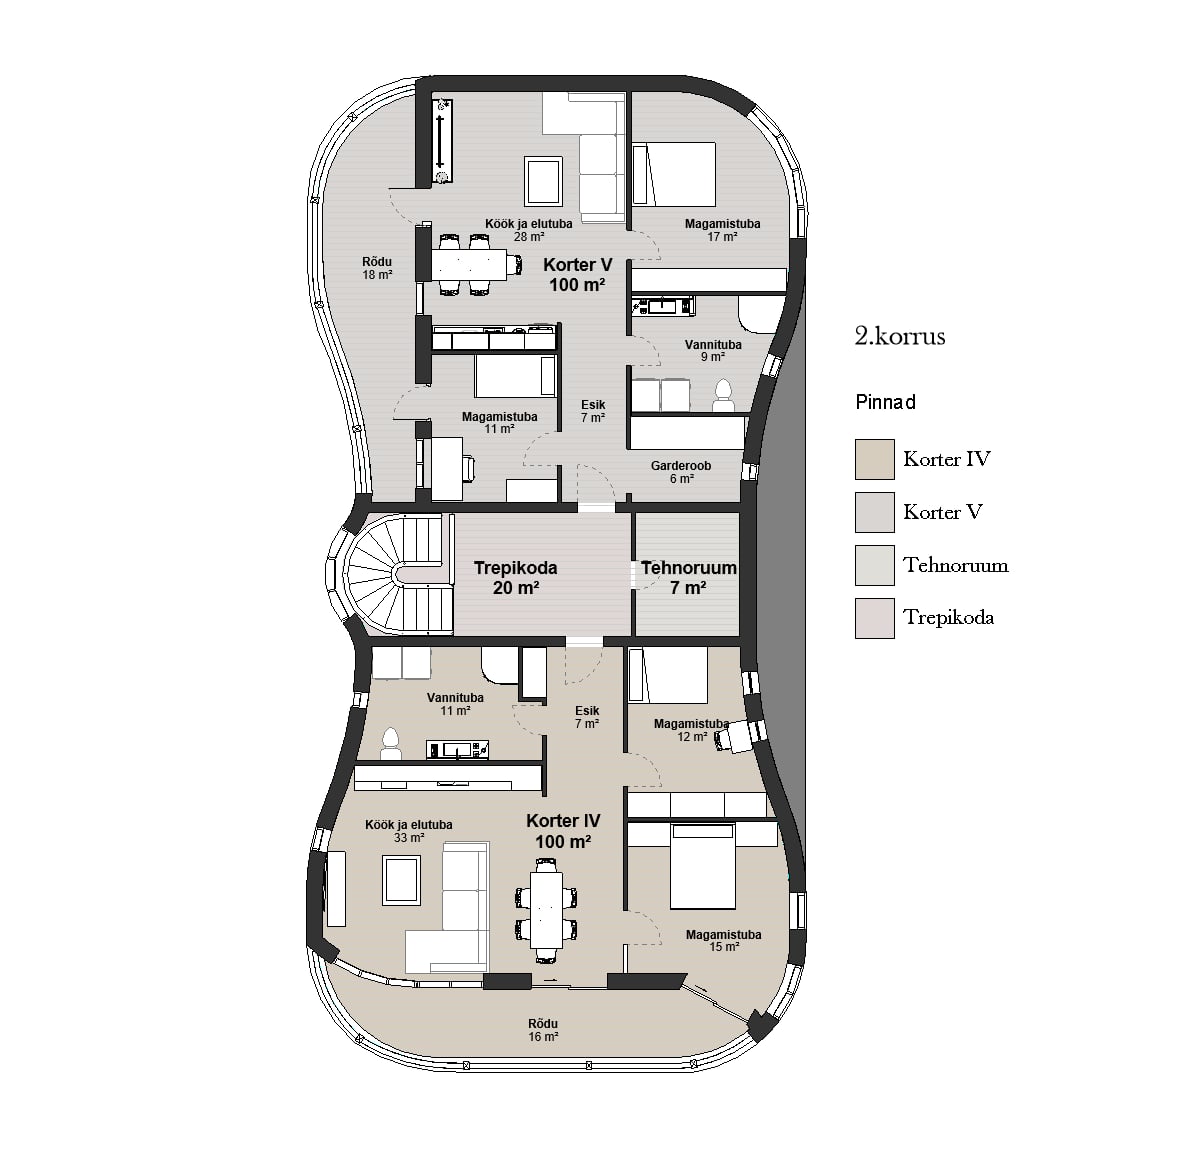 Köök ja elutuba
28 m²
Magamistuba
17 m²
Rõdu
18 m²
Korter V
100 m²
Vannituba
9 m²
Magamistuba
11 m²
Esik
7 m²
Garderoob
6 m²
Trepikoda
20 m²
Tehnoruum
7 m²
Vannituba
11 m²
Esik
7 m²
Magamistuba
12 m²
Köök ja elutuba
33 m²
Korter IV
100 m²
Magamistuba
15 m²
Rõdu
16 m²
2.korrus
Pinnad
Korter IV
Korter V
Tehnoruum
Trepikoda